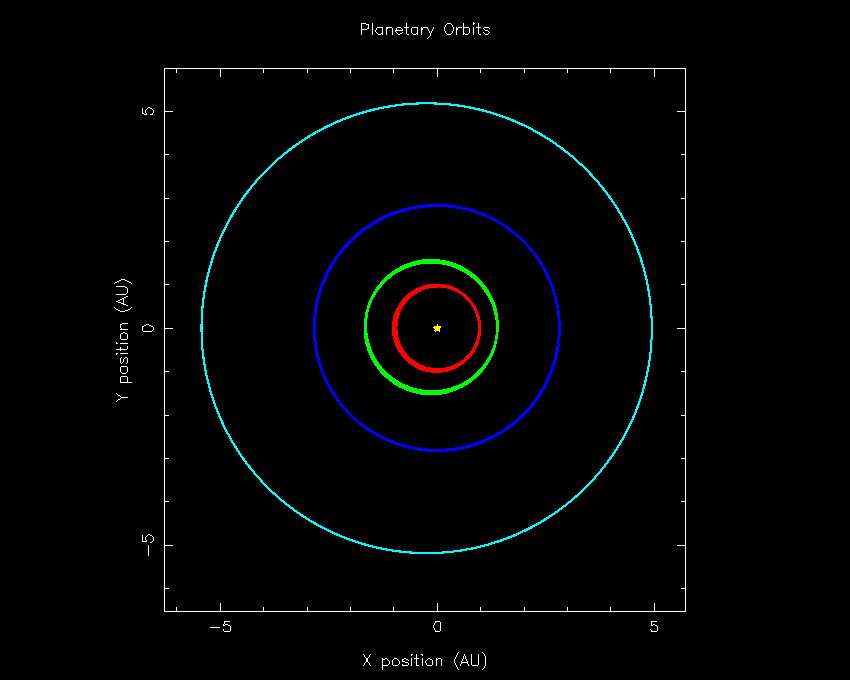 Planetary Orbits
5
0
−5
Y position (AU)
−5 0 5
X position (AU)